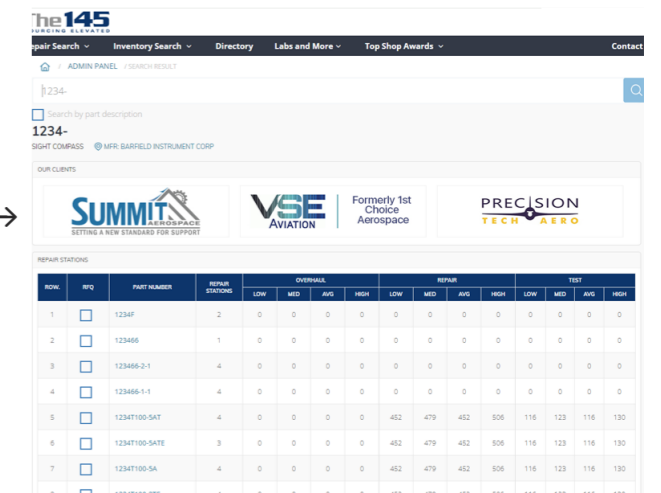 The 145
SOURCING ELEVATED
epair Search Inventory Search Directory Labs and More Top Shop Awards Contact
/ ADMIN PANEL / SEARCH RESULT
1234-
Search by part description
1234-
SIGHT COMPASS MFR: BARFIELD INSTRUMENT CORP
OUR CLIENTS
SUMMIT AEROSPACE
SETTING A NEW STANDARD FOR SUPPORT
VSE AVIATION
Formerly 1st Choice Aerospace
PRECISION
TECH AERO
REPAIR STATIONS
ROW. RFQ PART NUMBER REPAIR STATIONS OVERHAUL REPAIR TEST
LOW MED AVG HIGH LOW MED AVG HIGH LOW MED AVG HIGH
1 1234F 2 0 0 0 0 0 0 0 0 0 0 0 0
2 123466 1 0 0 0 0 0 0 0 0 0 0 0 0
3 123466-2-1 4 0 0 0 0 0 0 0 0 0 0 0 0
4 123466-1-1 4 0 0 0 0 0 0 0 0 0 0 0 0
5 1234T100-5AT 4 0 0 0 0 452 479 452 506 116 123 116 130
6 1234T100-5ATE 3 0 0 0 0 452 479 452 506 116 123 116 130
7 1234T100-5A 4 0 0 0 0 452 479 452 506 116 123 116 130